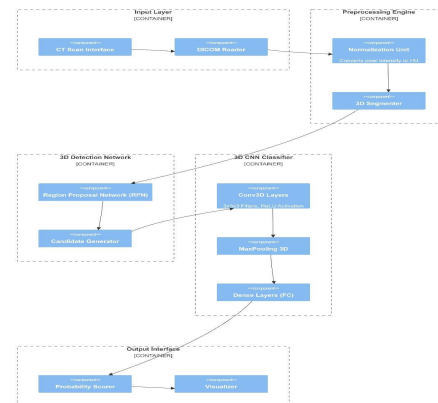 Input Layer
[CONTAINER]
<<component>>
CT Scan Interface
<<component>>
DICOM Reader
Preprocessing Engine
[CONTAINER]
<<component>>
Normalization Unit
Converts pixel intensity to
<<component>>
3D Segmenter
3D Detection Network
[CONTAINER]
<<component>>
Region Proposal Network (RPN)
<<component>>
Candidate Generator
3D CNN Classifier
[CONTAINER]
<<component>>
Conv3D Layers
Filters, ReLU Activation
<<component>>
MaxPooling 3D
<<component>>
Dense Layers (FC)
Output Interface
[CONTAINER]
<<component>>
Probability Scorer
<<component>>
Visualizer